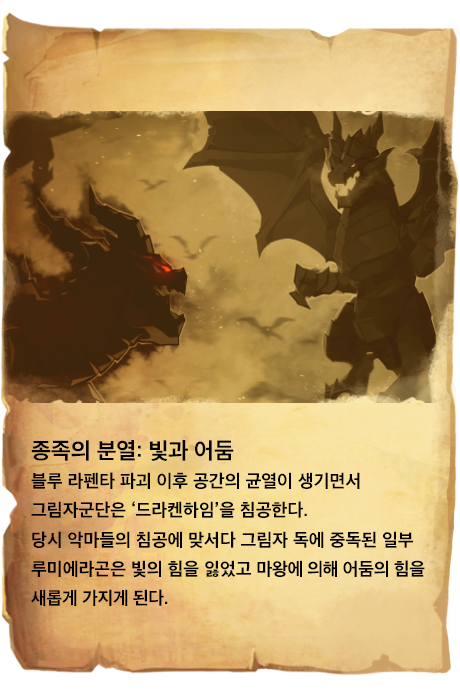 종족의 분열: 빛과 어둠
블루 라펜타 파괴 이후 공간의 균열이 생기면서
그림자군단은 ‘드라켄하임’을 침공한다.
당시 악마들의 침공에 맞서다 그림자 독에 중독된 일부
루미에라곤은 빛의 힘을 잃었고 마왕에 의해 어둠의 힘을
새롭게 가지게 된다.